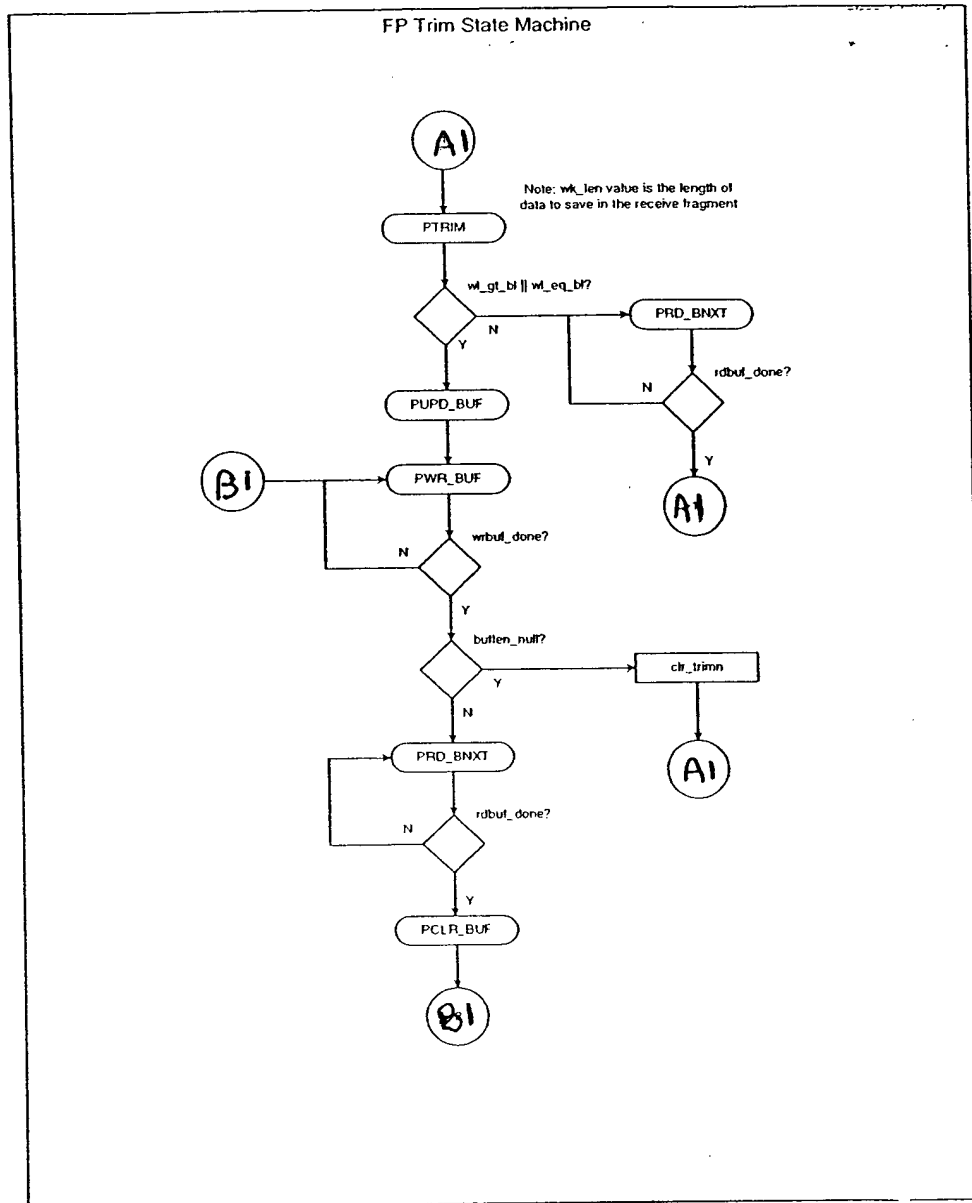 FP Trim State Machine
A1
Note: wk_len value is the length of
data to save in the receive fragment
PTRIM
wl_gt_bl || wl_eq_bl?
N
Y
PRD_BNXT
rdbuf_done?
N
Y
A1
PUPD_BUF
B1
PWR_BUF
wrbuf_done?
N
Y
buflen_null?
Y
clr_trimn
N
A1
PRD_BNXT
rdbuf_done?
N
Y
PCLR_BUF
B1